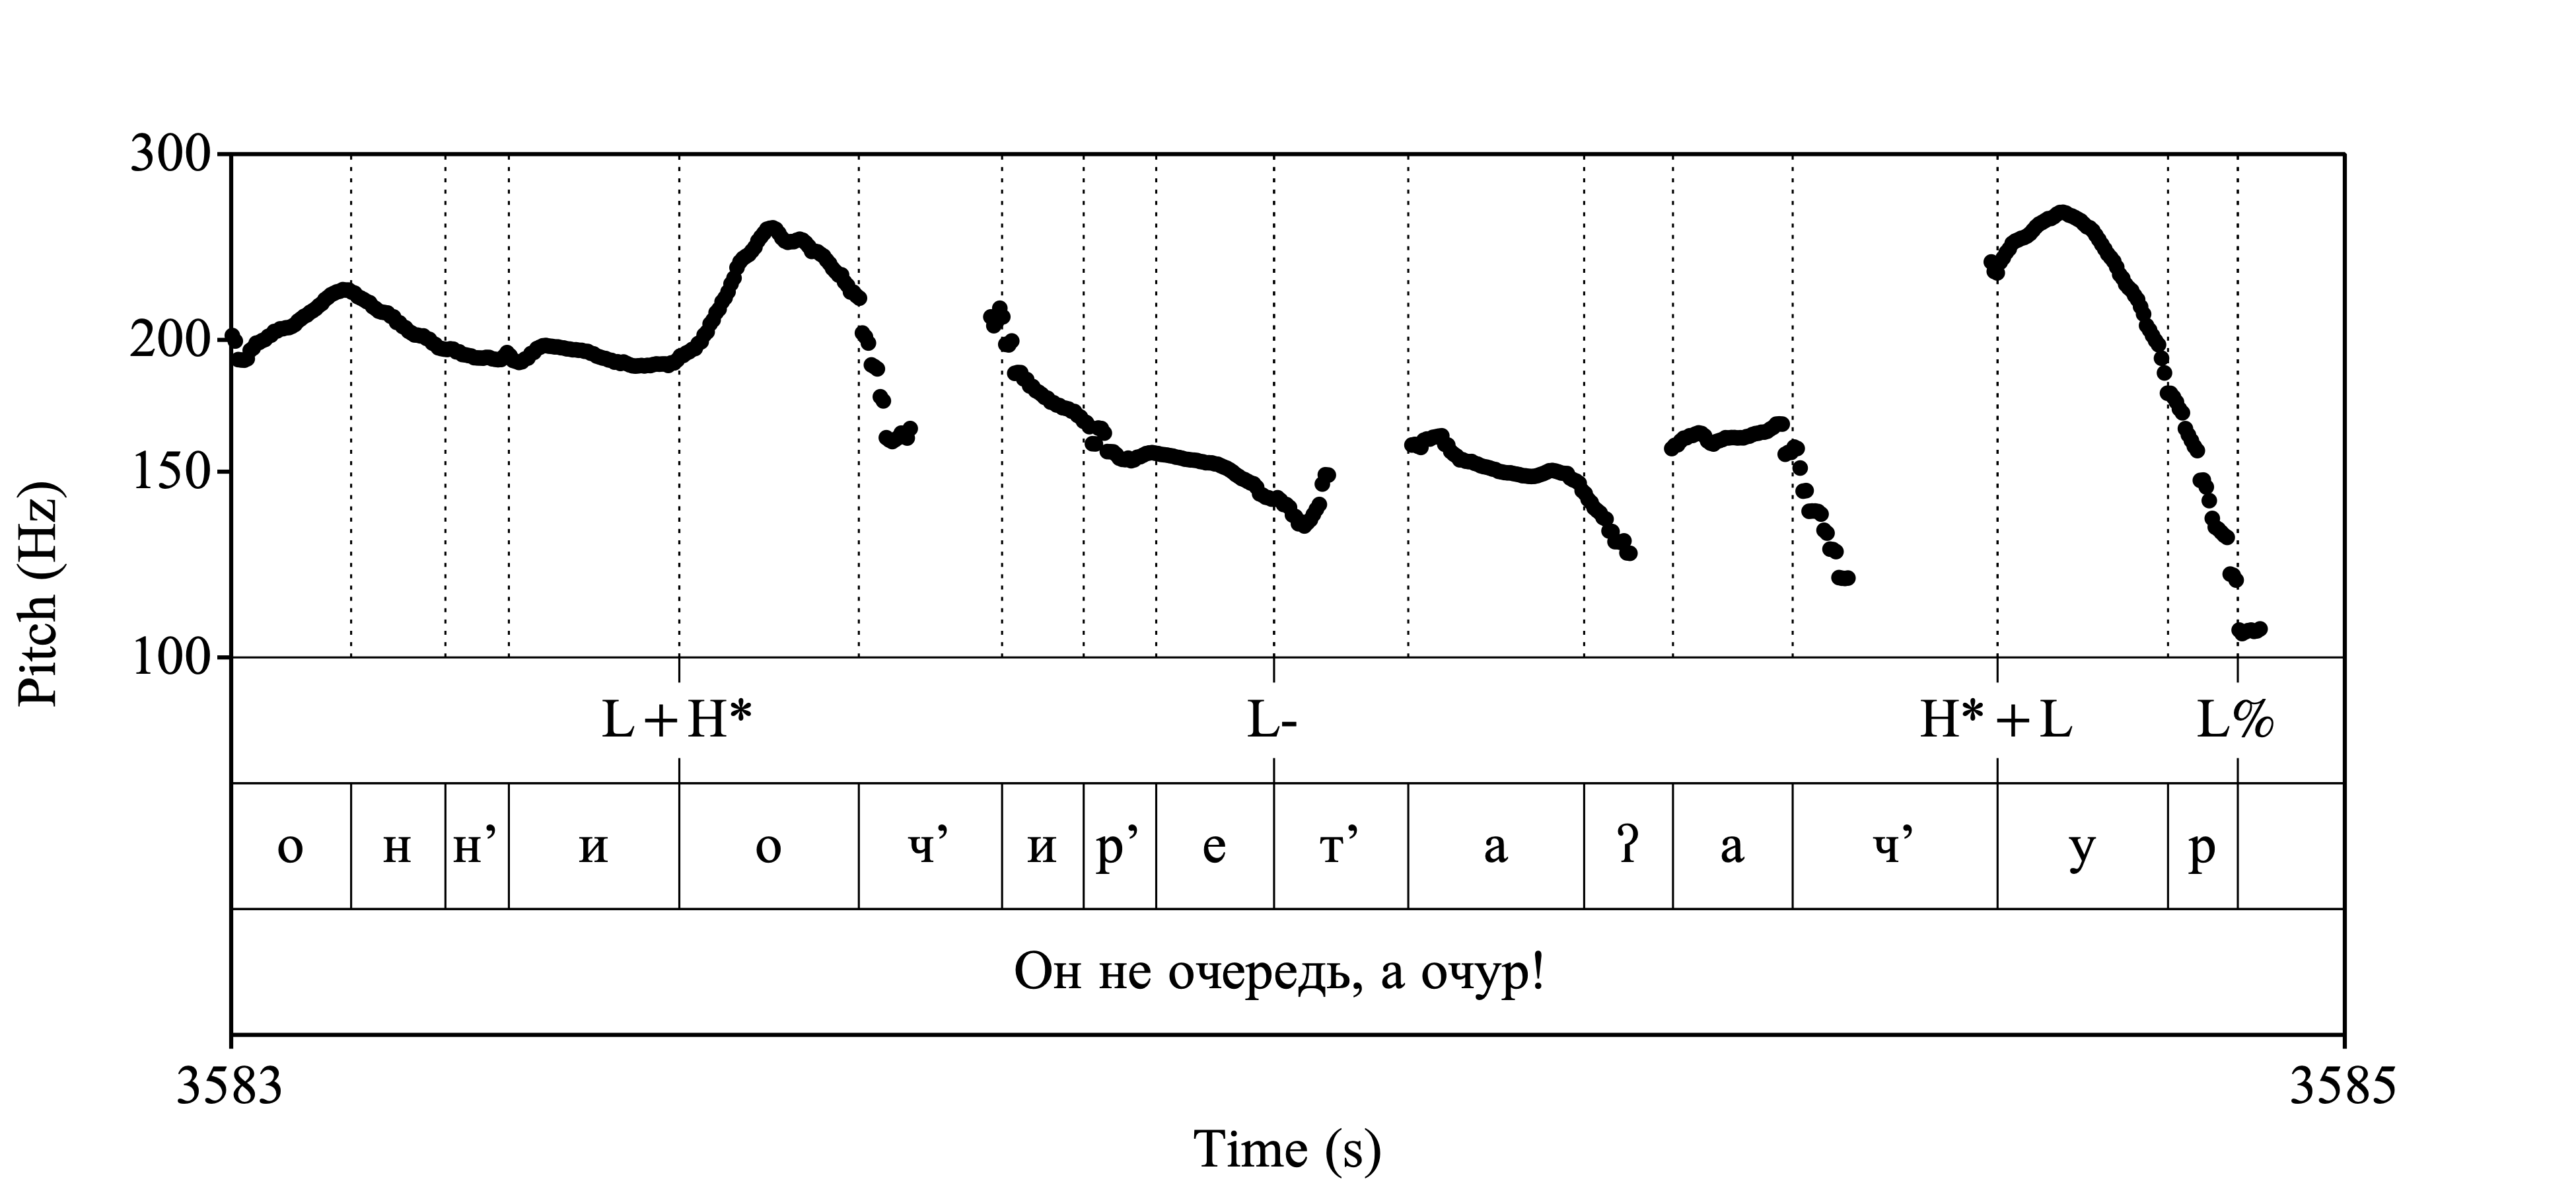 300
200
150
100
Pitch (Hz)
L+H* L- H*+L L%
о н н’ и о ч’ и р’ е т’ а ʔ а ч’ у р
Он не очередь, а очур!
3583 3585
Time (s)